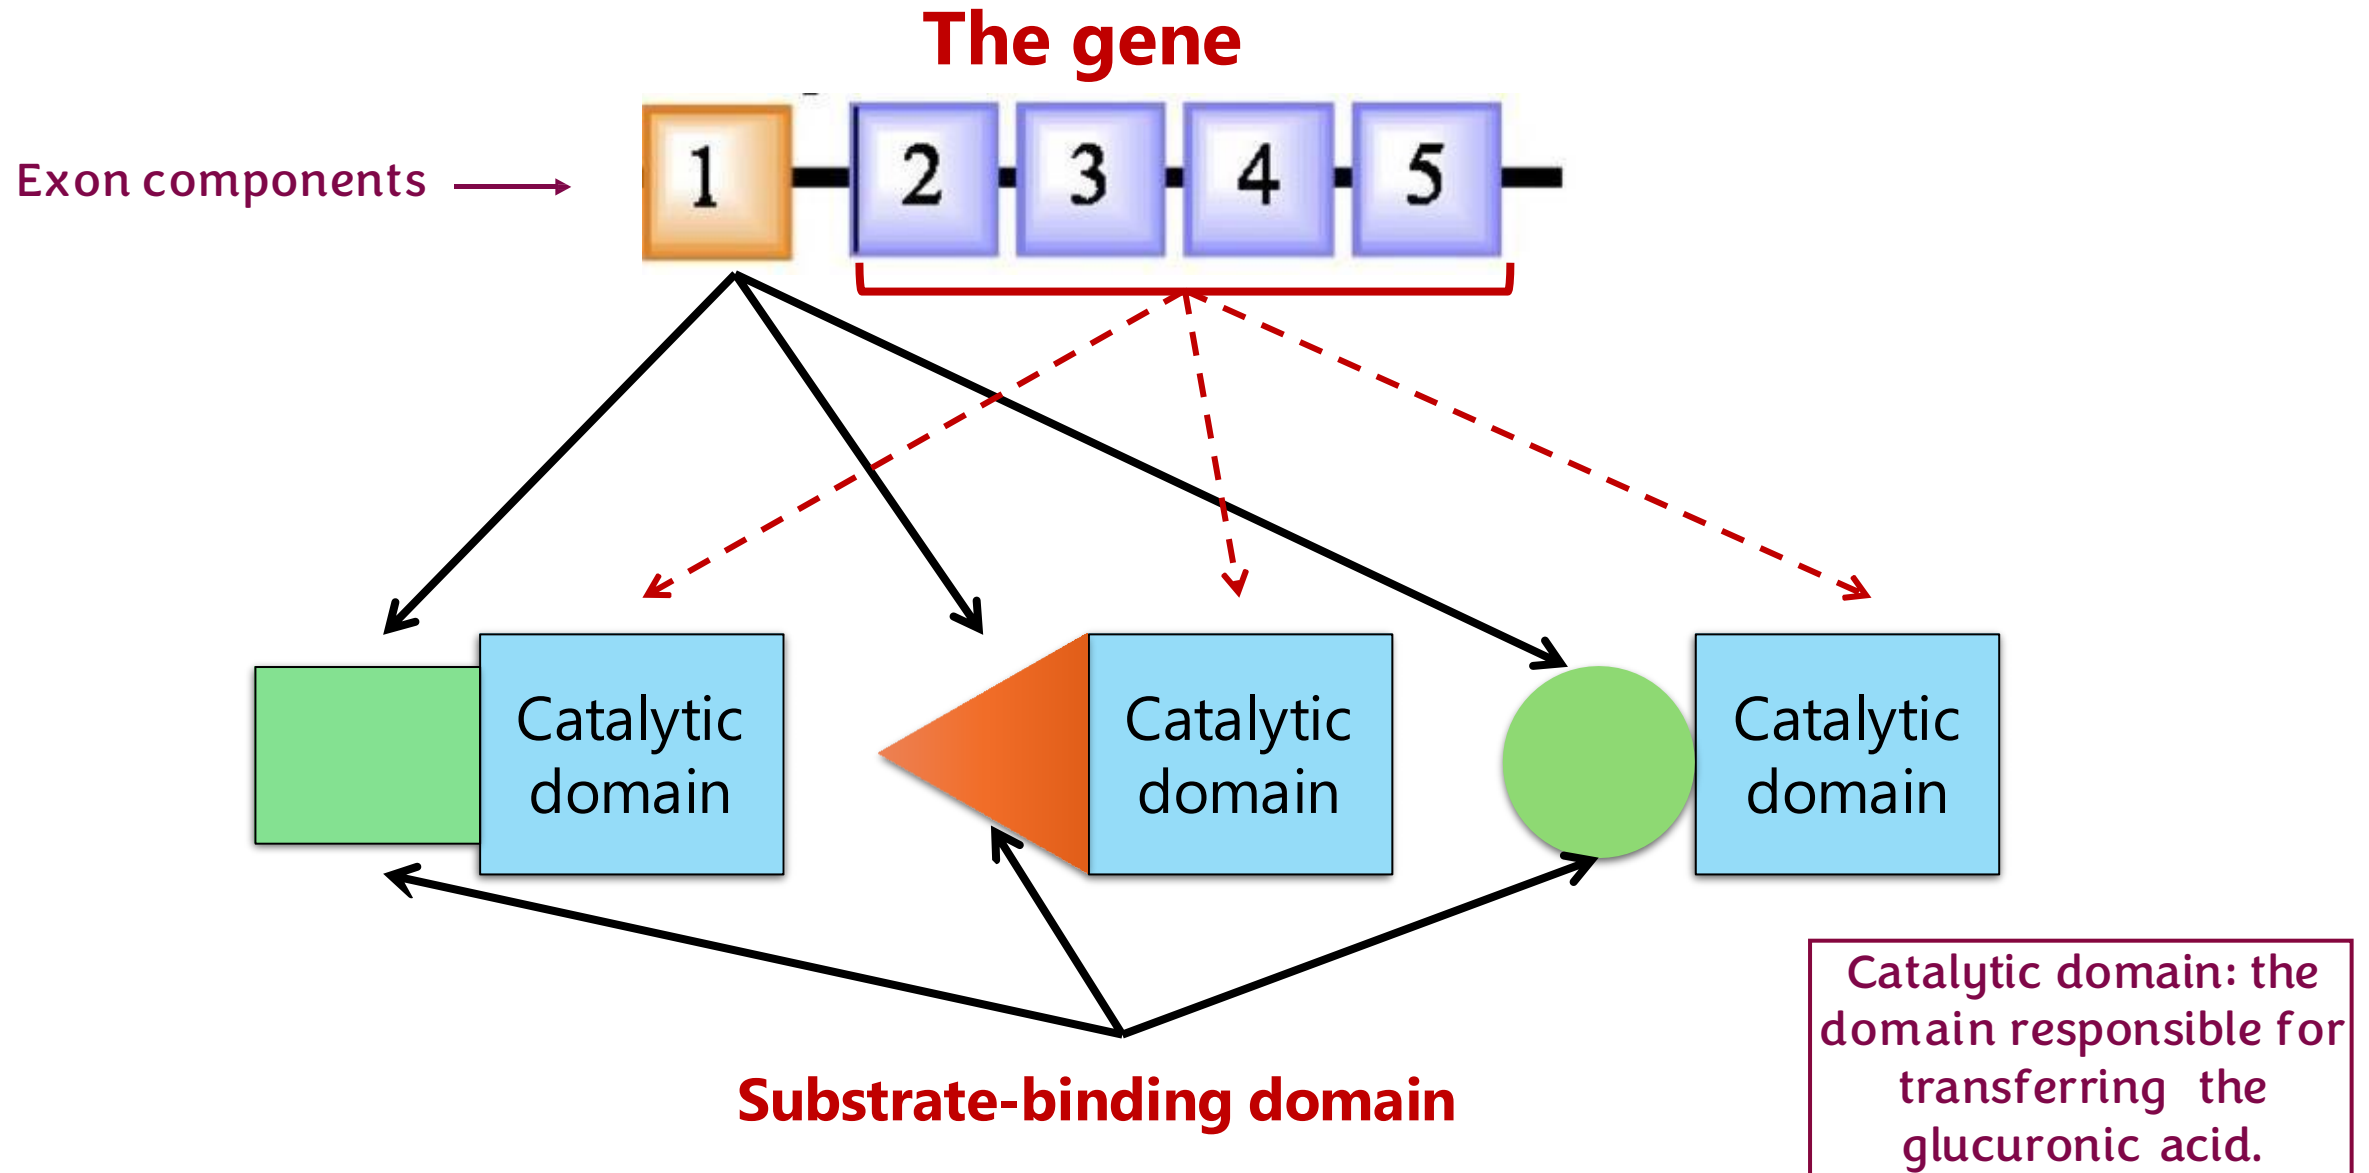 The gene
Exon components
1 2 3 4 5
Catalytic
domain
Catalytic
domain
Catalytic
domain
Substrate-binding domain
Catalytic domain: the
domain responsible for
transferring the
glucuronic acid.